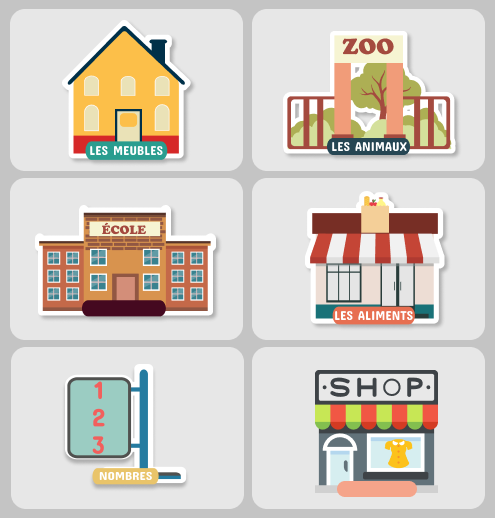 LES MEUBLES
ZOO
LES ANIMAUX
ÉCOLE
LES ALIMENTS
1
2
3
NOMBRES
·SHOP·